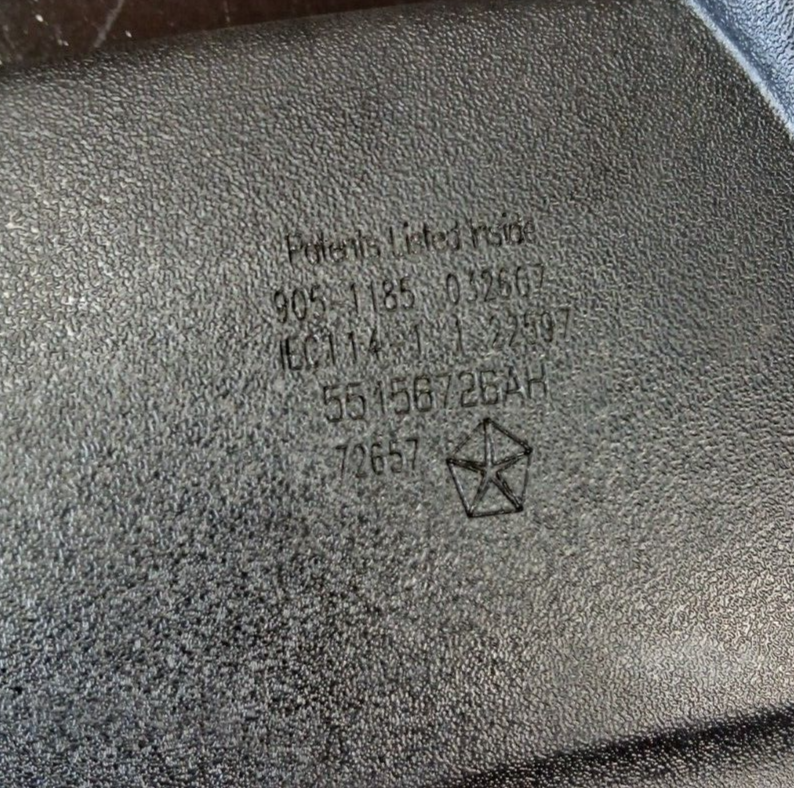 Patents Listed Inside
905-1185 032607
IEC114-1 1 22597
55156726AH
72657